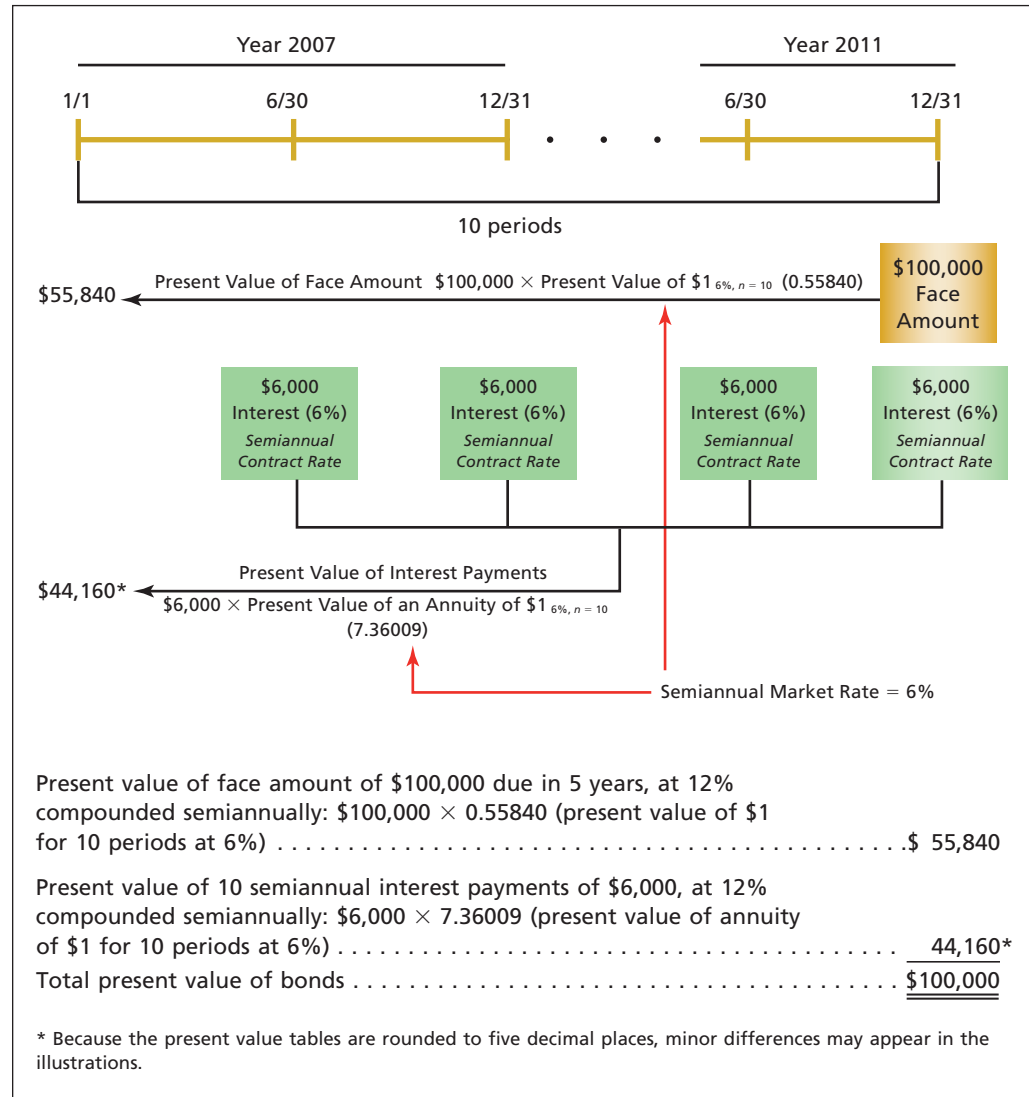 Year 2007
Year 2011
1/1
6/30
12/31
. . .
6/30
12/31
10 periods
$55,840
Present Value of Face Amount $100,000 × Present Value of $1 6%, n = 10 (0.55840)
$100,000
Face
Amount
$6,000
Interest (6%)
Semiannual
Contract Rate
$6,000
Interest (6%)
Semiannual
Contract Rate
$6,000
Interest (6%)
Semiannual
Contract Rate
$6,000
Interest (6%)
Semiannual
Contract Rate
$44,160*
Present Value of Interest Payments
$6,000 × Present Value of an Annuity of $1 6%, n = 10
(7.36009)
Semiannual Market Rate = 6%
Present value of face amount of $100,000 due in 5 years, at 12%
compounded semiannually: $100,000 × 0.55840 (present value of $1
for 10 periods at 6%) . . . . . . . . . . . . . . . . . . . . . . . . . . . . . . . . . . . . . . . . . . . . .$ 55,840
Present value of 10 semiannual interest payments of $6,000, at 12%
compounded semiannually: $6,000 × 7.36009 (present value of annuity
of $1 for 10 periods at 6%) . . . . . . . . . . . . . . . . . . . . . . . . . . . . . . . . . . . . . . . . 44,160*
Total present value of bonds . . . . . . . . . . . . . . . . . . . . . . . . . . . . . . . . . . . . . . . $100,000
* Because the present value tables are rounded to five decimal places, minor differences may appear in the
illustrations.